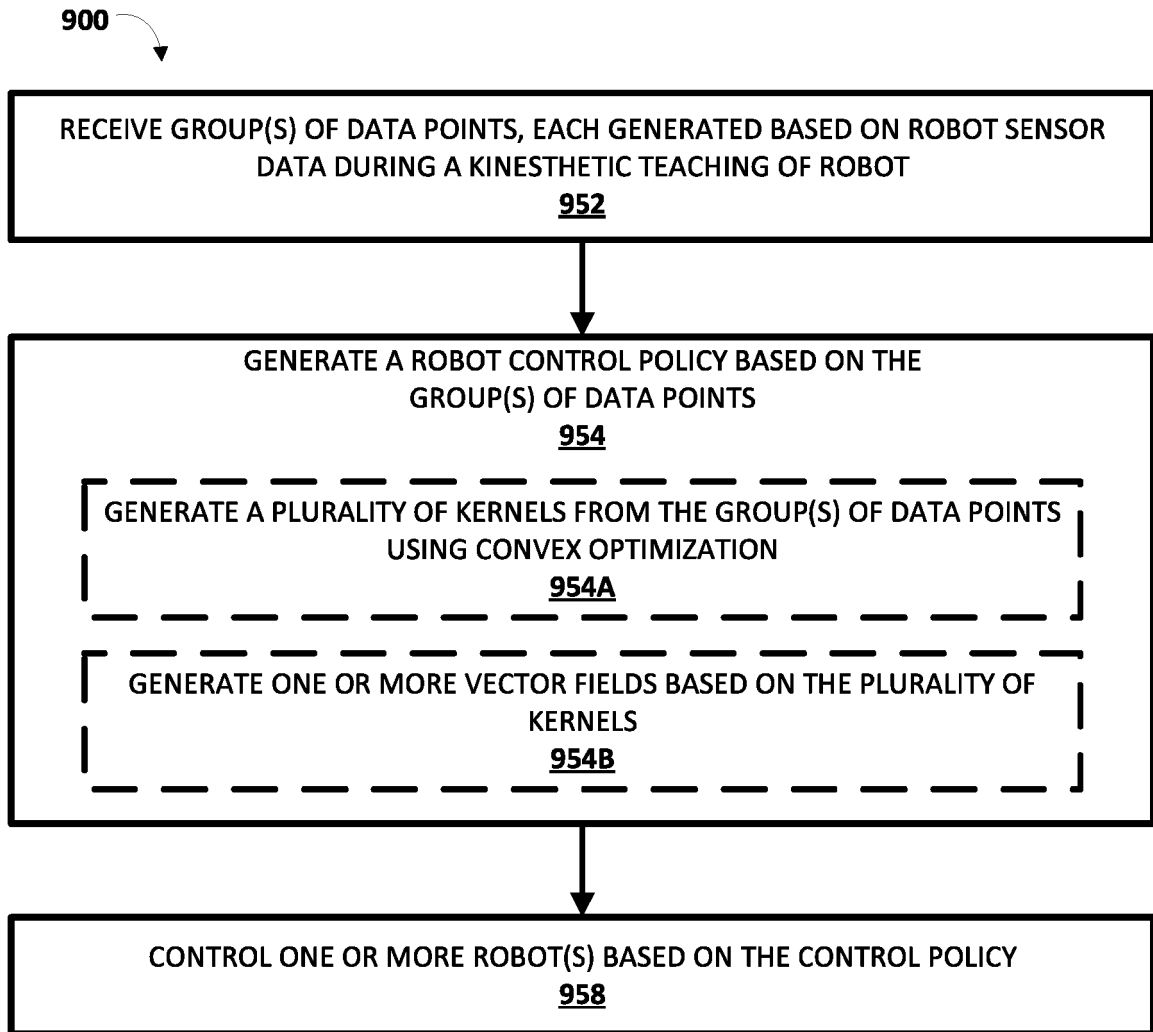 900
RECEIVE GROUP(S) OF DATA POINTS, EACH GENERATED BASED ON ROBOT SENSOR
DATA DURING A KINESTHETIC TEACHING OF ROBOT
952
GENERATE A ROBOT CONTROL POLICY BASED ON THE
GROUP(S) OF DATA POINTS
954
GENERATE A PLURALITY OF KERNELS FROM THE GROUP(S) OF DATA POINTS
USING CONVEX OPTIMIZATION
954A
GENERATE ONE OR MORE VECTOR FIELDS BASED ON THE PLURALITY OF
KERNELS
954B
CONTROL ONE OR MORE ROBOT(S) BASED ON THE CONTROL POLICY
958